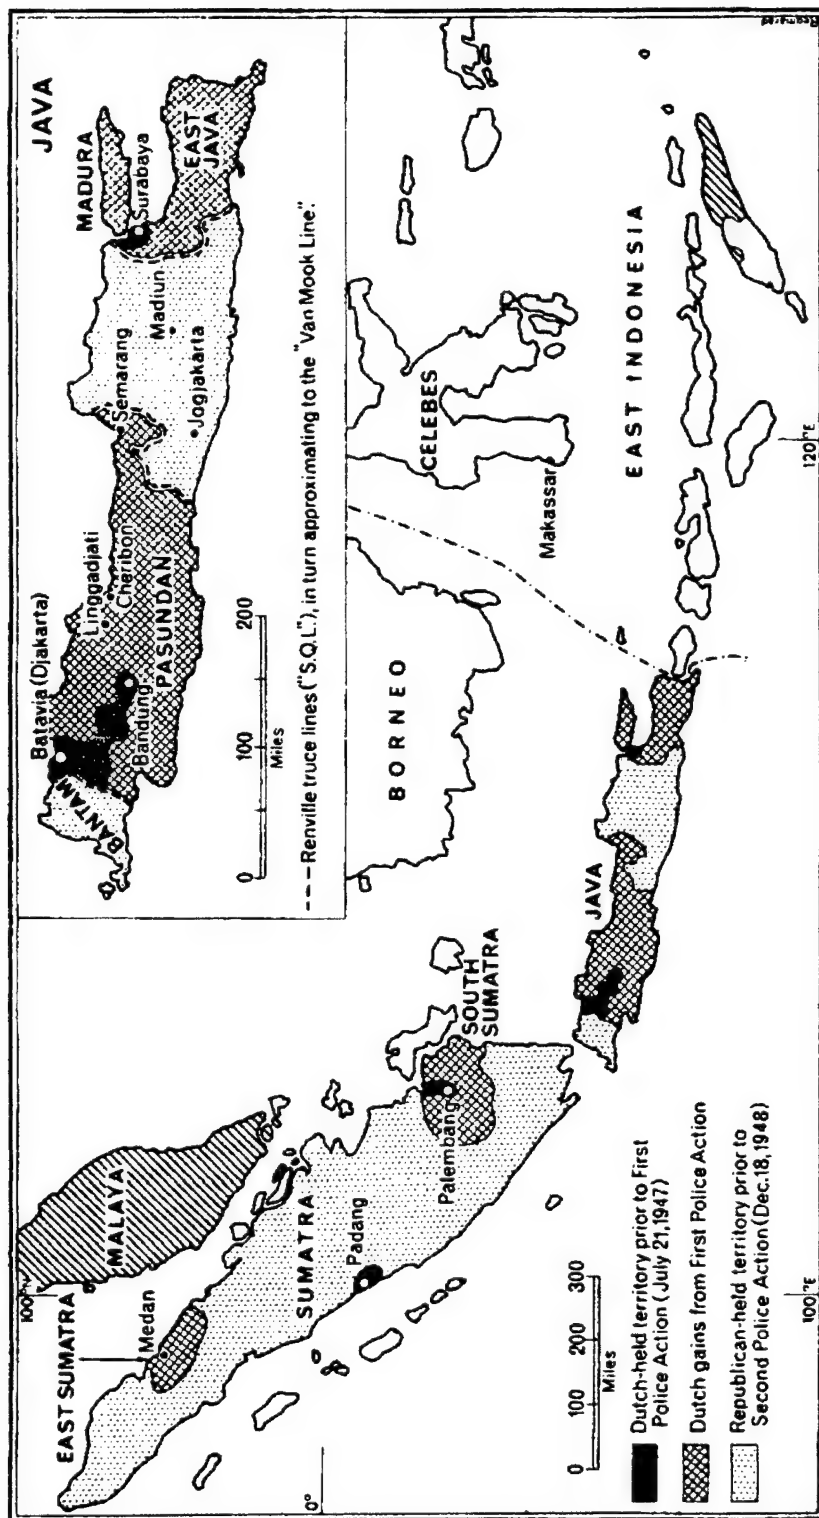 JAVA
MADURA
Surabaya
EAST
JAVA
Semarang
Madiun
Jogjakarta
Batavia (Djakarta)
Linggadjati
Cheribon
BANTAM
Bandung
PASUNDAN
0 100 200
Miles
--- Renville truce lines ("S.Q.L."), in turn approximating to the "Van Mook Line".
100°E
MALAYA
EAST SUMATRA
Medan
SUMATRA
Padang
Palembang
SOUTH
SUMATRA
BORNEO
CELEBES
Makassar
EAST INDONESIA
JAVA
0°
0 100 200 300
Miles
Dutch-held territory prior to First
Police Action (July 21, 1947)
Dutch gains from First Police Action
Republican-held territory prior to
Second Police Action (Dec. 18, 1948)
100°E
120°E